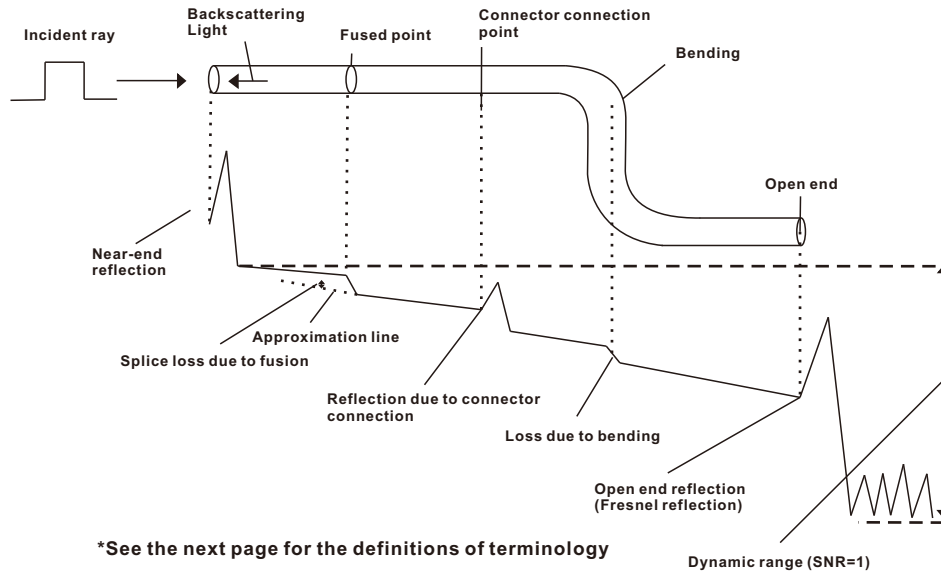 Backscattering
Light
Connector connection
point
Incident ray
Fused point
Bending
Open end
Near-end
reflection
Approximation line
Splice loss due to fusion
Reflection due to connector
connection
Loss due to bending
Open end reflection
(Fresnel reflection)
*See the next page for the definitions of terminology
Dynamic range (SNR=1)